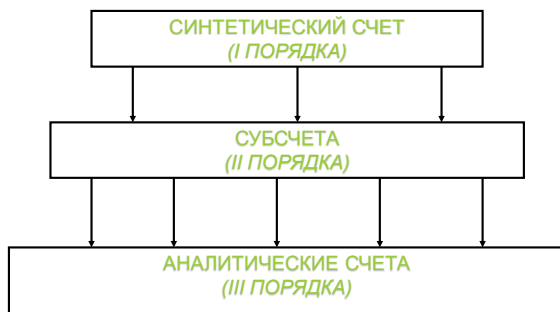 СИНТЕТИЧЕСКИЙ СЧЕТ
(I ПОРЯДКА)
СУБСЧЕТА
(II ПОРЯДКА)
АНАЛИТИЧЕСКИЕ СЧЕТА
(III ПОРЯДКА)